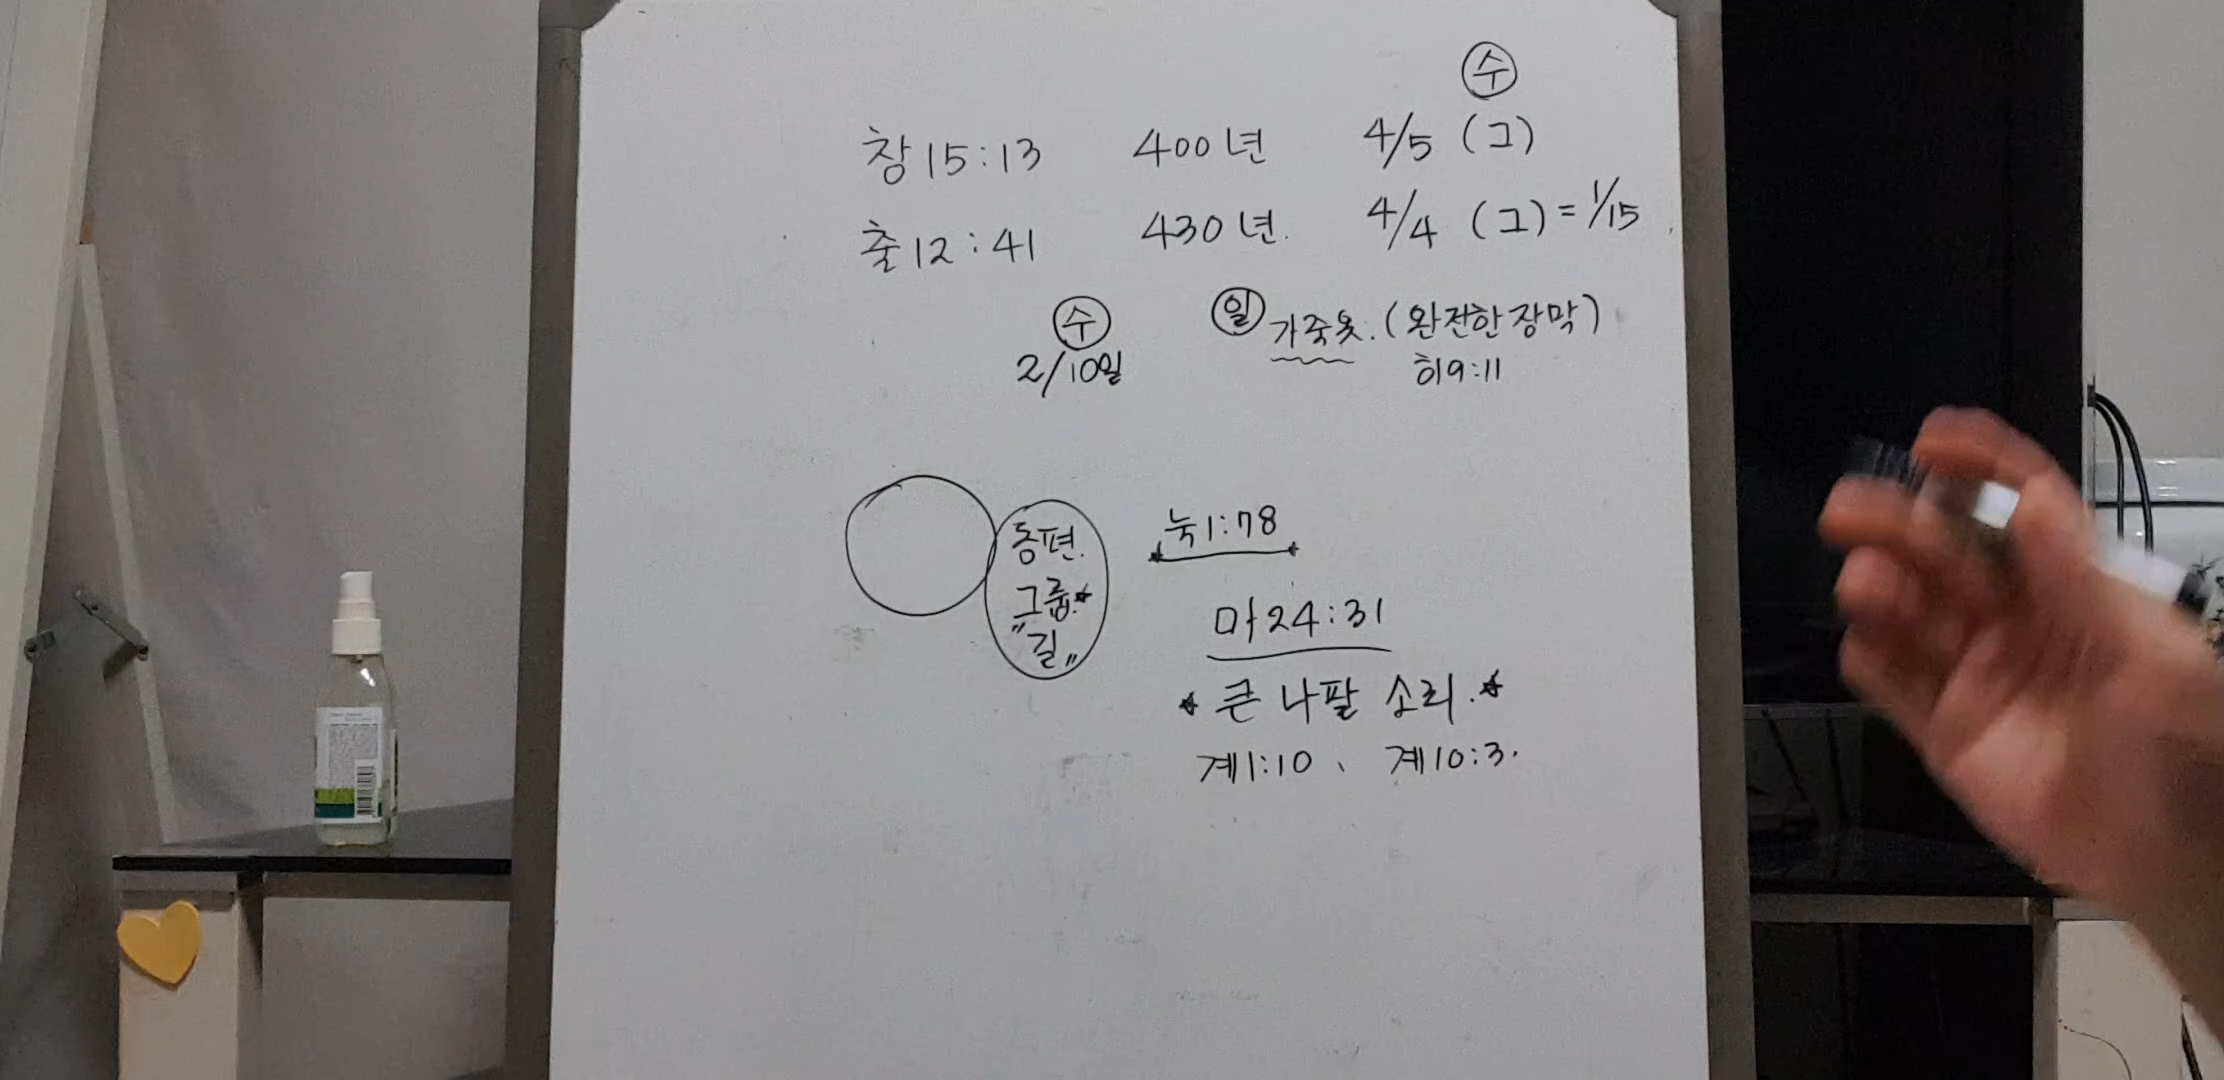 수
창15:13 400년 4/5 (그)
출12:41 430년. 4/4 (그) = 1/15
수 일 가죽옷. (완전한 장막)
2/10일 히9:11
동편. 눅1:78
그룹.
"길" 마24:31
큰 나팔 소리.
계1:10、 계10:3.